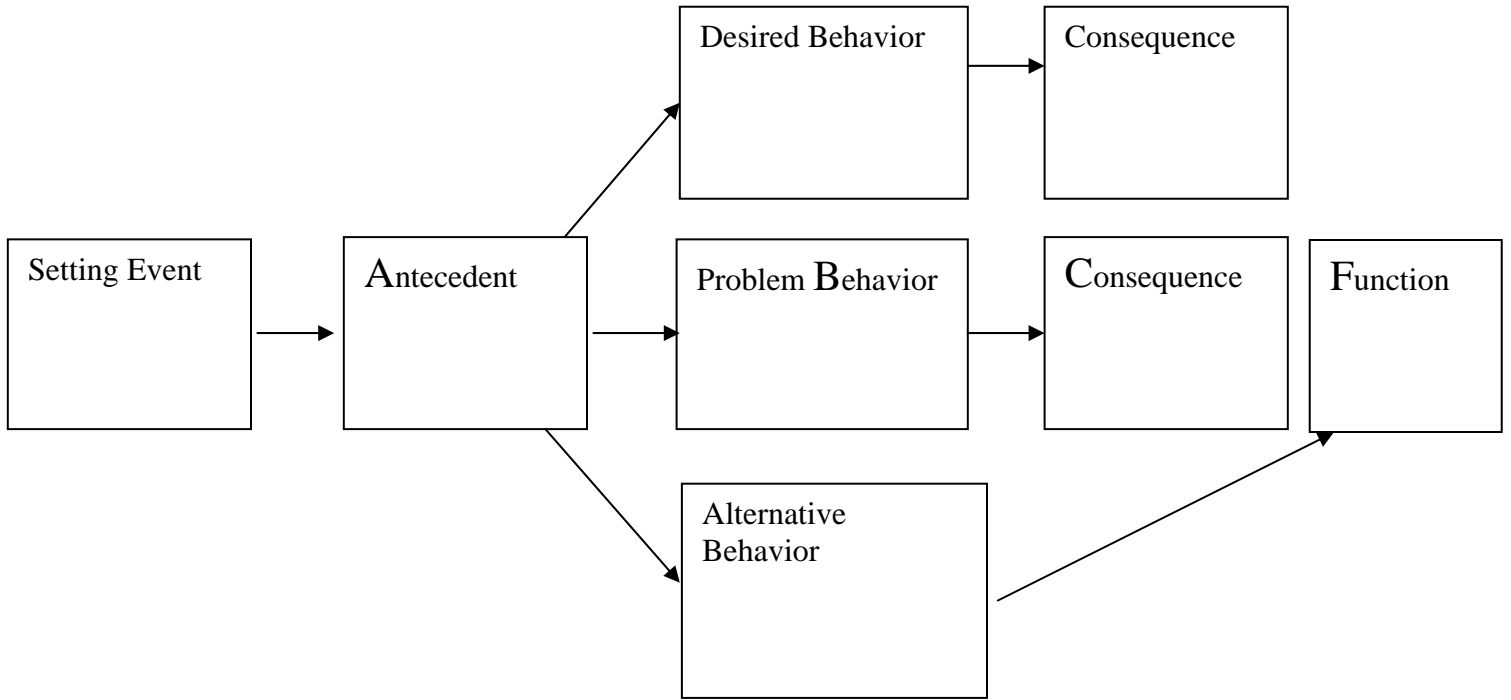 Desired Behavior
Consequence
Setting Event
Antecedent
Problem Behavior
Consequence
Function
Alternative
Behavior